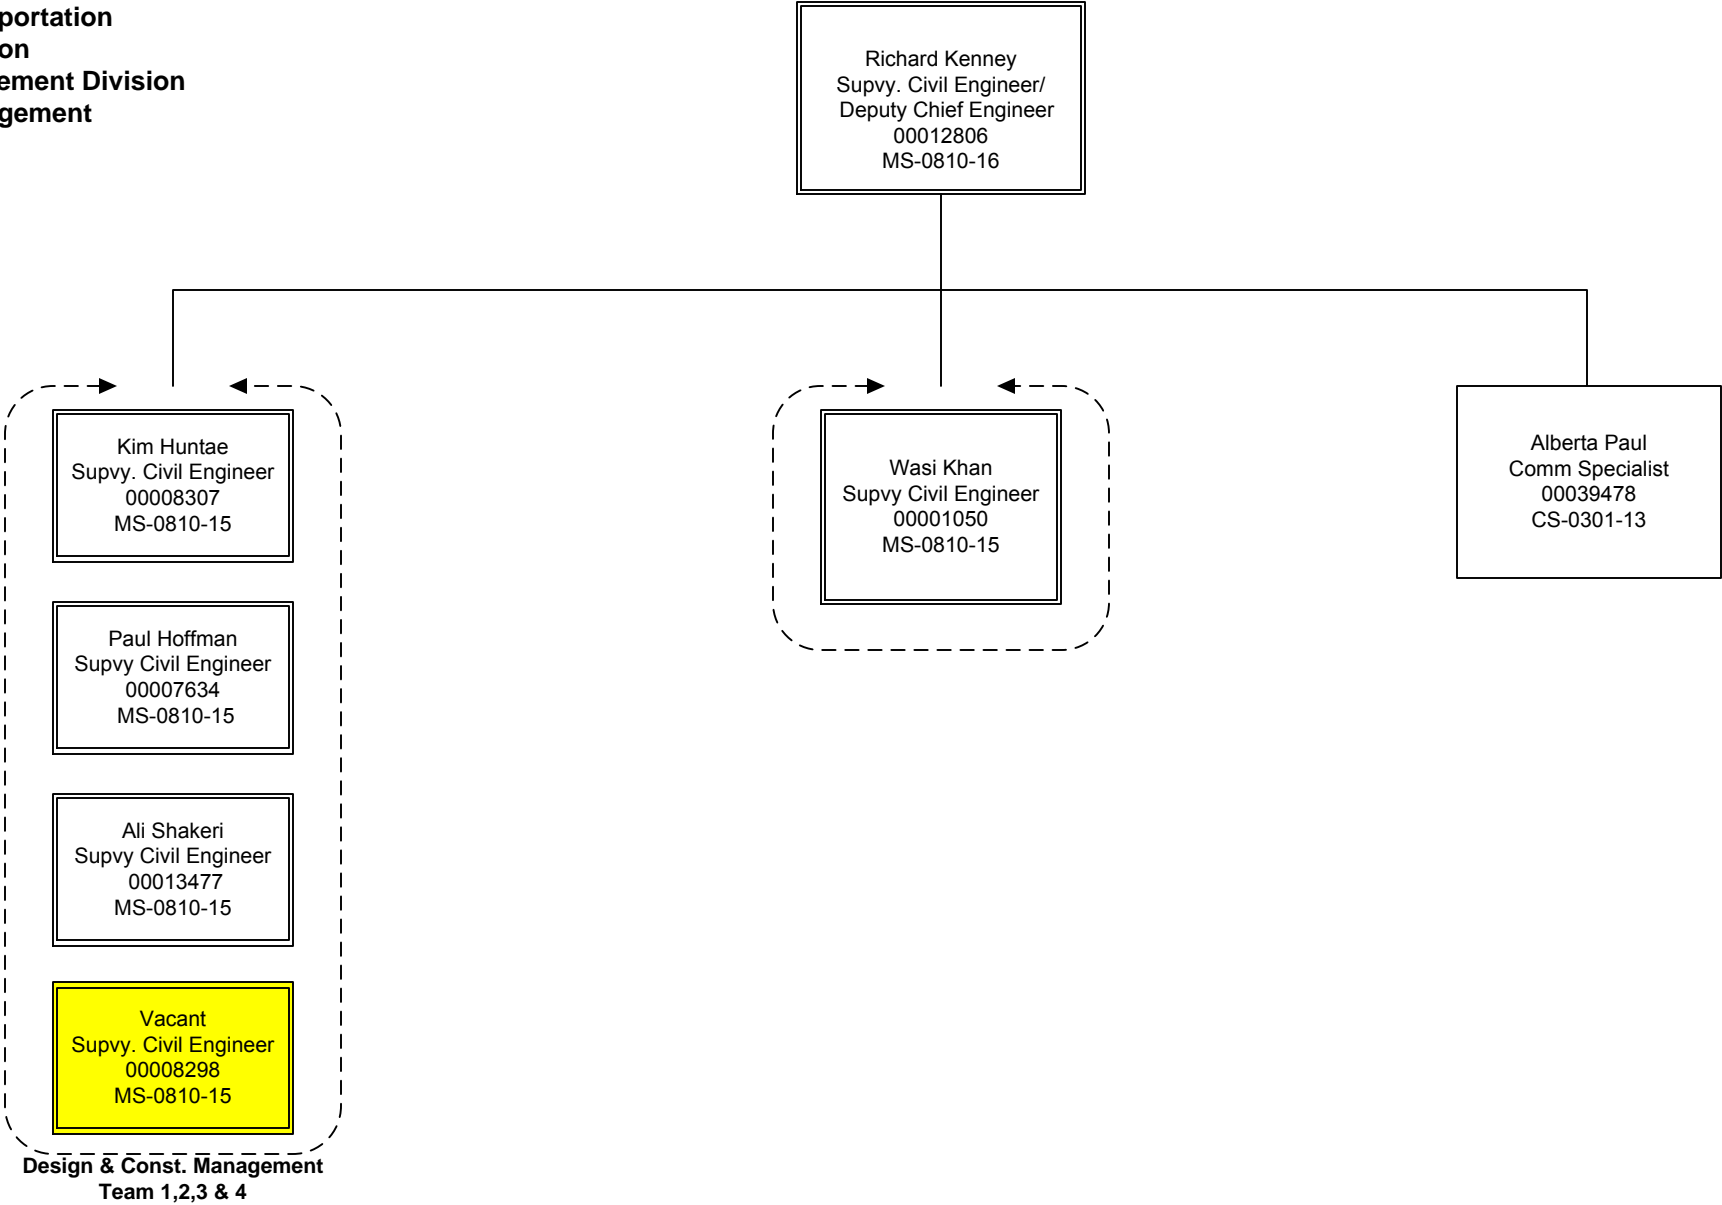 portation
on
ement Division
gement
Richard Kenney
Supvy. Civil Engineer/
Deputy Chief Engineer
00012806
MS-0810-16
Kim Huntae
Supvy. Civil Engineer
00008307
MS-0810-15
Paul Hoffman
Supvy Civil Engineer
00007634
MS-0810-15
Ali Shakeri
Supvy Civil Engineer
00013477
MS-0810-15
Vacant
Supvy. Civil Engineer
00008298
MS-0810-15
Design & Const. Management
Team 1,2,3 & 4
Wasi Khan
Supvy Civil Engineer
00001050
MS-0810-15
Alberta Paul
Comm Specialist
00039478
CS-0301-13